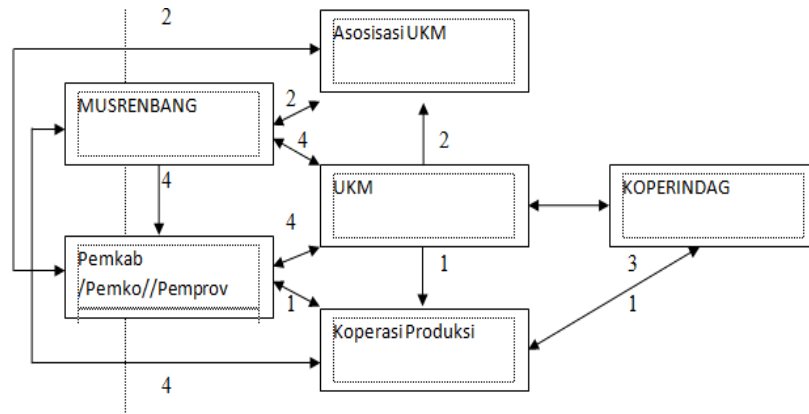 2
Asosisasi UKM
MUSRENBANG
2
4
2
4
UKM
KOPERINDAG
4
Pemkab
/Pemko//Pemprov
1
3
1
1
Koperasi Produksi
4